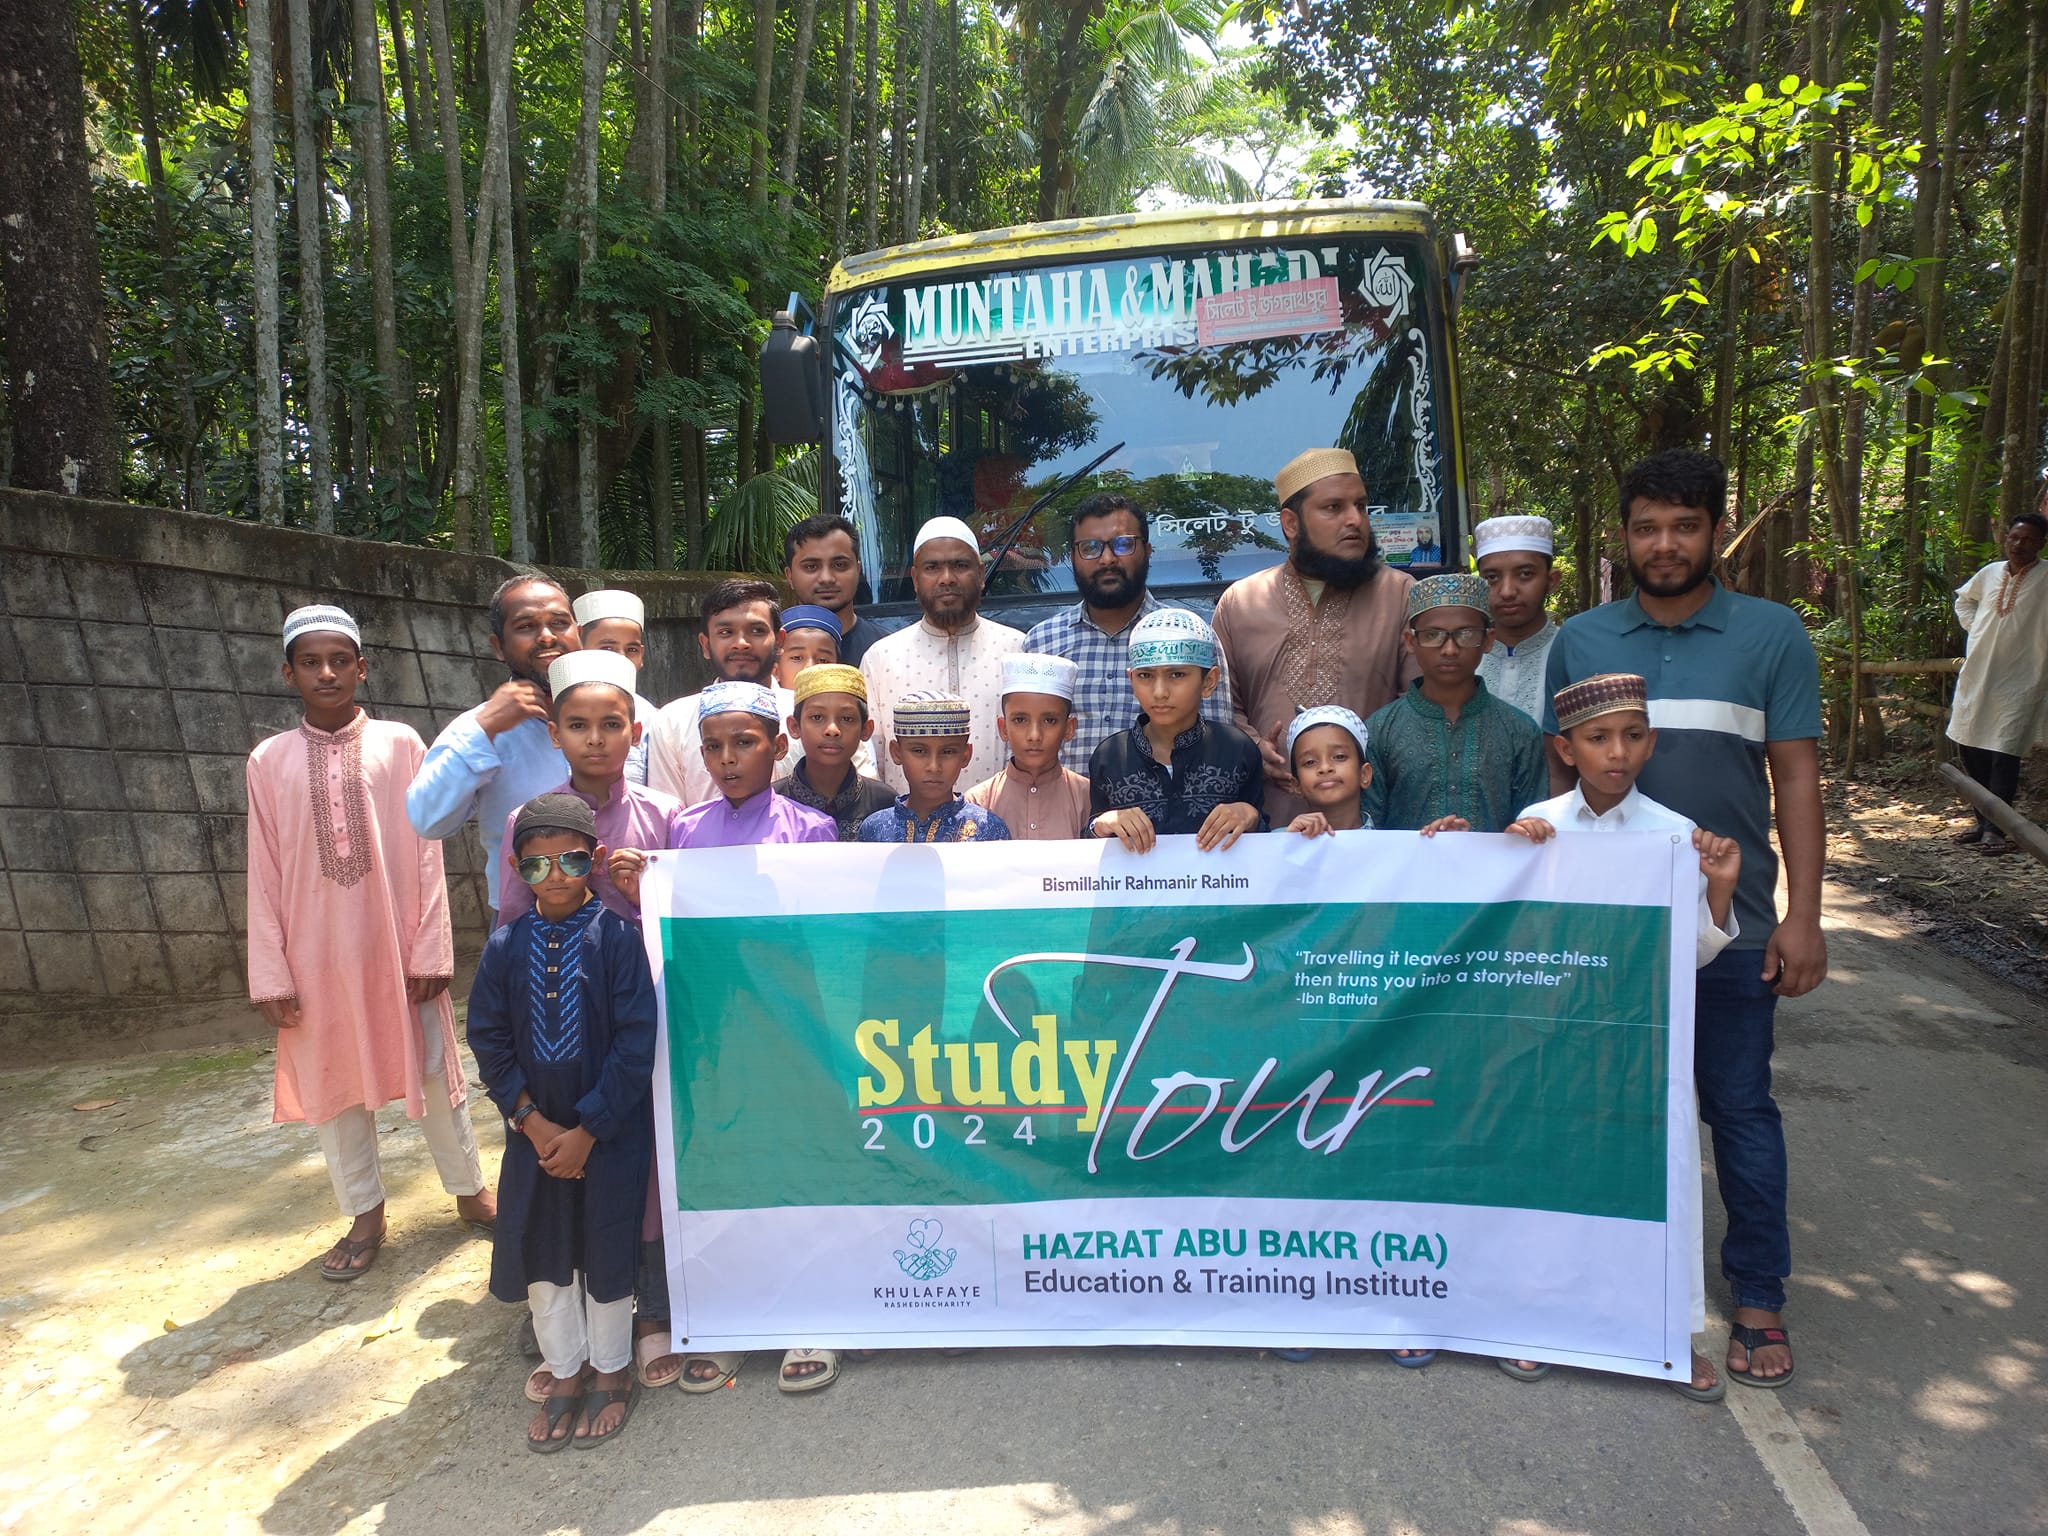 MUNTAHA & MAHADI
সিলেট টু জগন্নাথপুর
ENTERPRIS
সিলেট টু জ
Bismillahir Rahmanir Rahim
"Travelling it leaves you speechless
then truns you into a storyteller"
-Ibn Battuta
Study Tour
2024
KHULAFAYE
RASHEDINCHARITY
HAZRAT ABU BAKR (RA)
Education & Training Institute